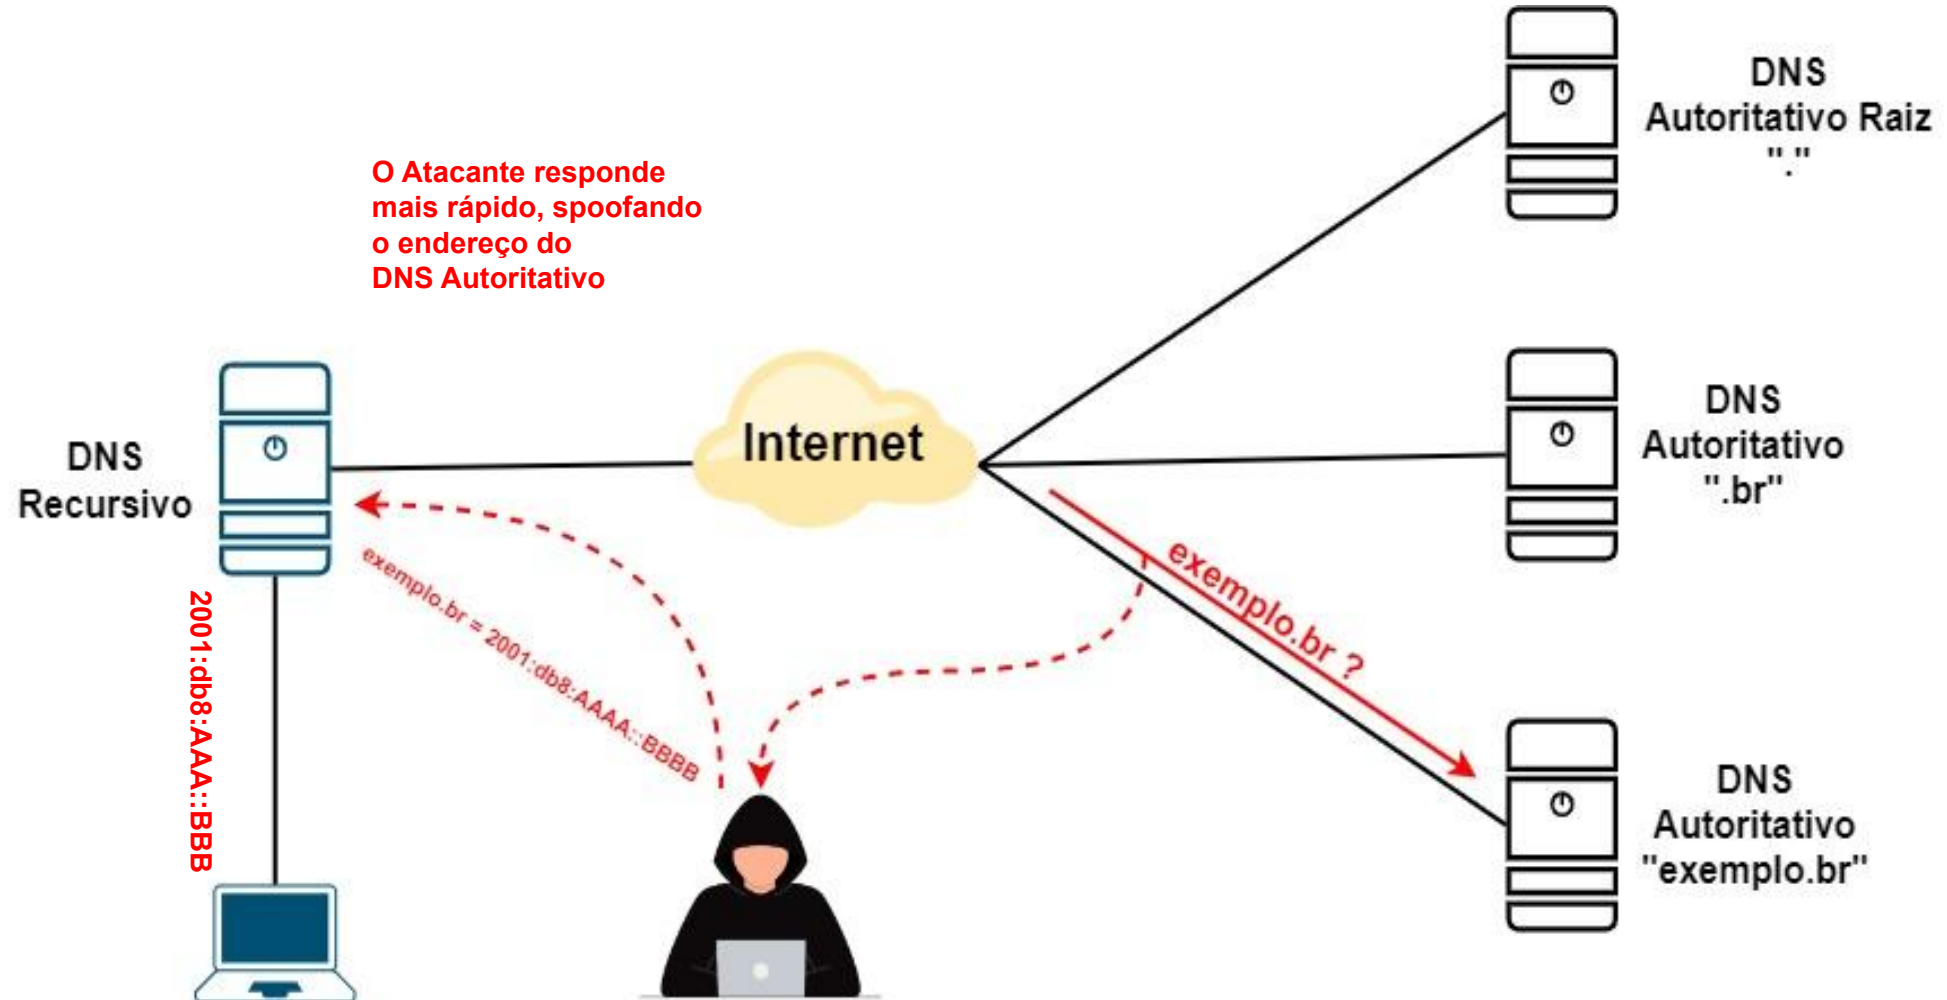 O Atacante responde
mais rápido, spoofando
o endereço do
DNS Autoritativo
DNS
Autoritativo Raiz
"."
DNS
Recursivo
Internet
DNS
Autoritativo
".br"
exemplo.br ?
exemplo.br = 2001:db8:AAAA::BBBB
2001:db8:AAA::BBB
DNS
Autoritativo
"exemplo.br"